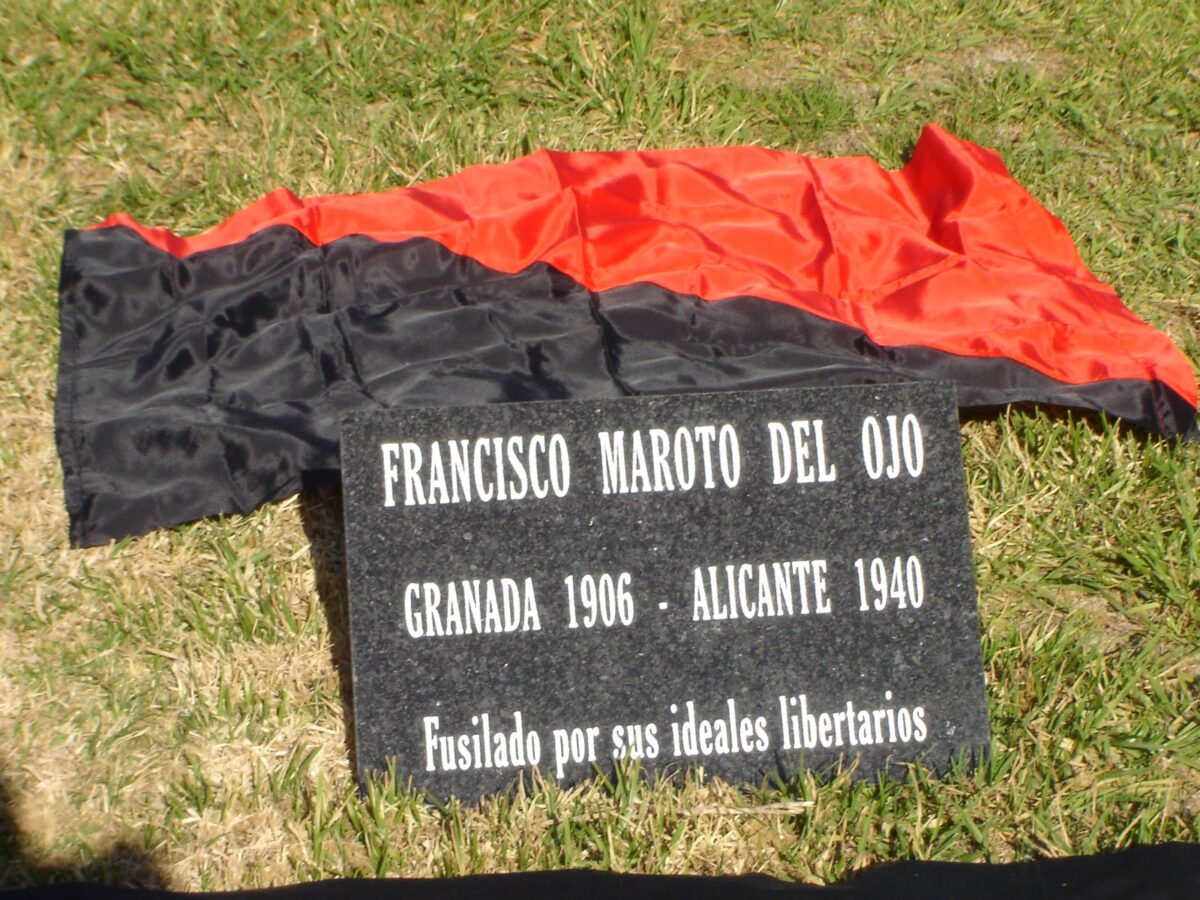 FRANCISCO MAROTO DEL OJO
GRANADA 1906 - ALICANTE 1940
Fusilado por sus ideales libertarios